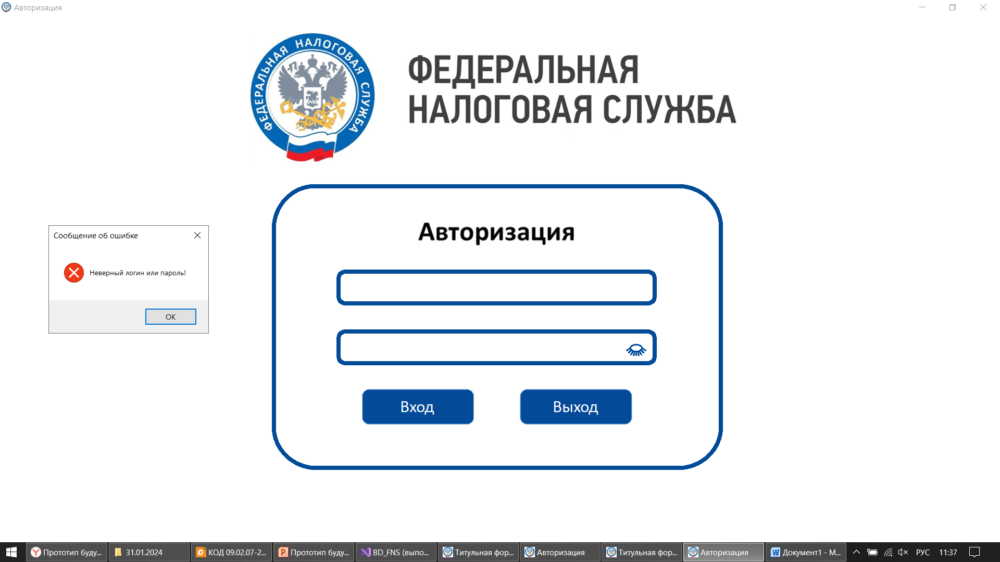 Авторизация
ФЕДЕРАЛЬНАЯ НАЛОГОВАЯ СЛУЖБА
ФЕДЕРАЛЬНАЯ
НАЛОГОВАЯ СЛУЖБА
Сообщение об ошибке
Неверный логин или пароль!
ОК
Авторизация
Вход
Выход
Прототип буду...
31.01.2024
КОД 09.02.07-2...
Прототип буду...
BD_FNS (выпо...
Титульная фор...
Авторизация
Титульная фор...
Авторизация
Документ1 - M...
РУС
11:37